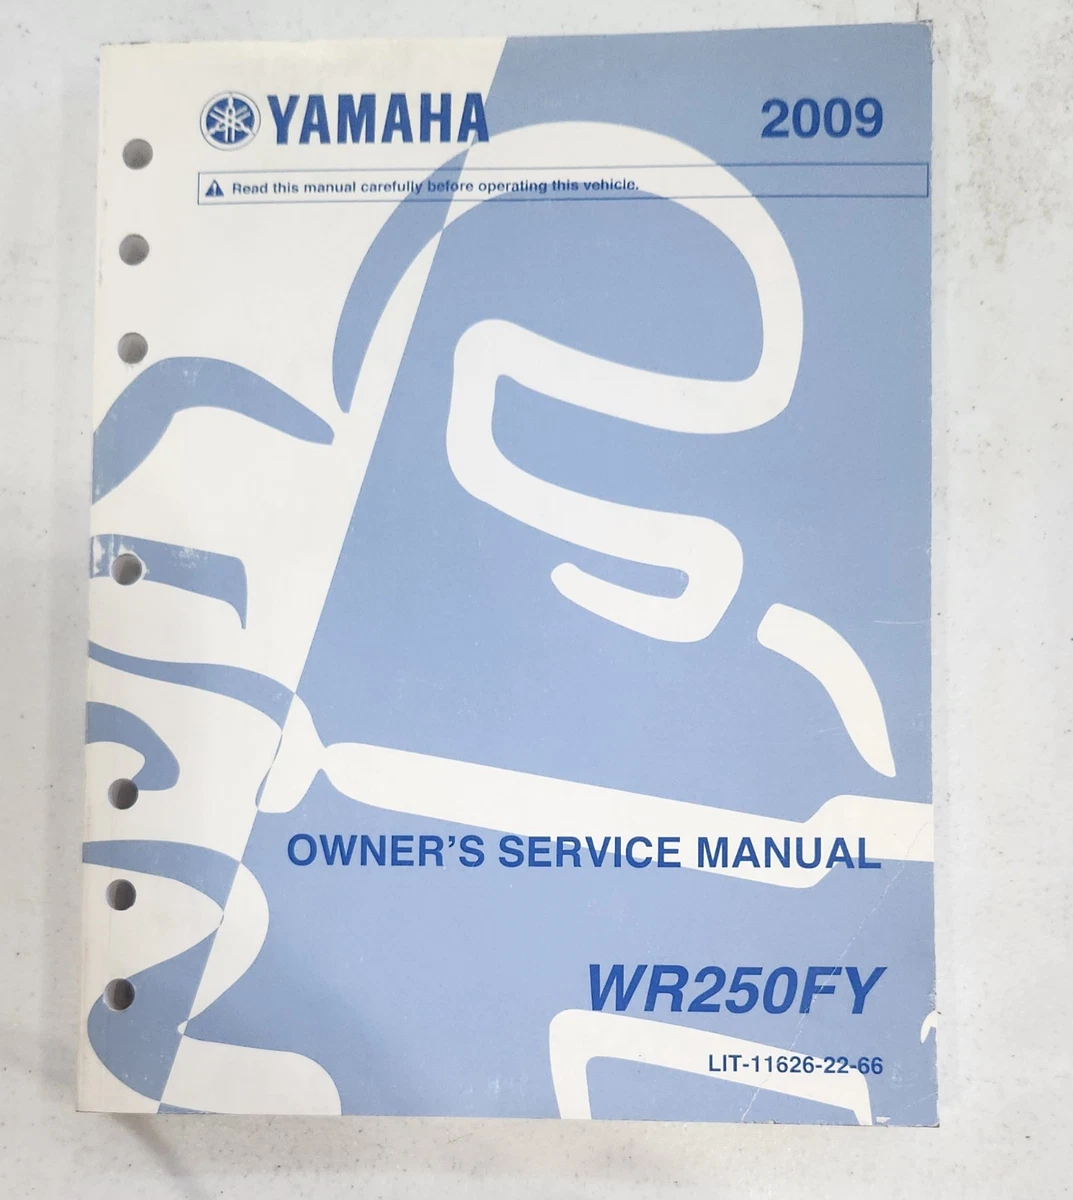 YAMAHA
2009
Read this manual carefully before operating this vehicle.
OWNER'S SERVICE MANUAL
WR250FY
LIT-11626-22-66